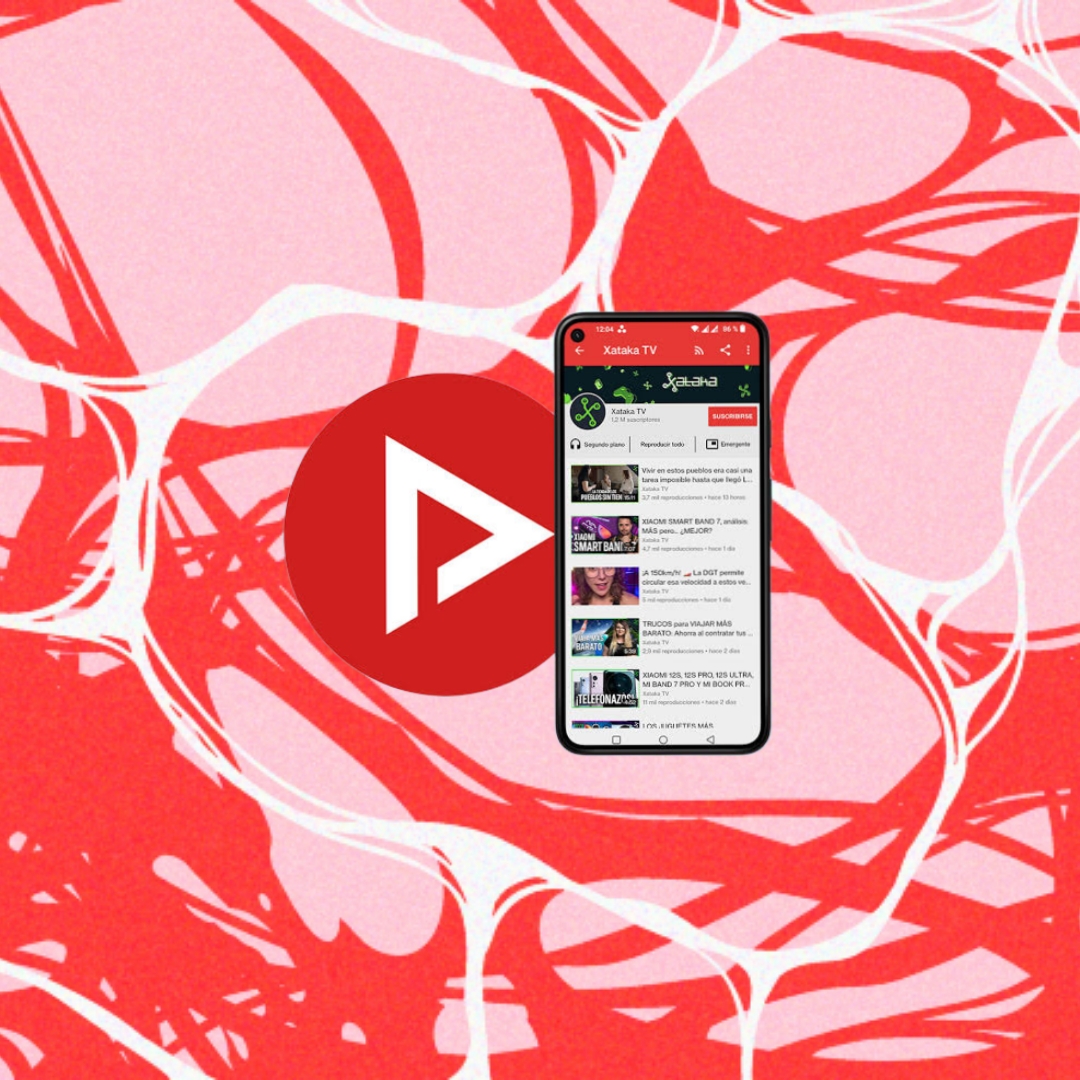 12:04
86 %
Xataka TV
xataka
Xataka TV
1,2 M suscriptores
SUSCRIBIRSE
Segundo plano
Reproducir todo
Emergente
PUEBLOS SIN TIEN
Vivir en estos pueblos era casi una
tarea imposible hasta que llegó L...
Xataka TV
3,7 mil reproducciones • hace 13 horas
XIAOMI
SMART BAND
XIAOMI SMART BAND 7, análisis
MÁS pero.. ¿MEJOR?
Xataka TV
4,7 mil reproducciones • hace 1 día
¡A 150km/h! La DGT permite
circular esa velocidad a estos ve...
Xataka TV
5 mil reproducciones • hace 1 día
VIAJAR MÁS
BARATO
TRUCOS para VIAJAR MÁS
BARATO: Ahorra al contratar tus ...
Xataka TV
2,9 mil reproducciones • hace 2 días
¡TELEFONAZOS!
XIAOMI 12S, 12S PRO, 12S ULTRA,
MI BAND 7 PRO Y MI BOOK PR...
Xataka TV
11 mil reproducciones • hace 2 días
LOS JUGUETES MÁS